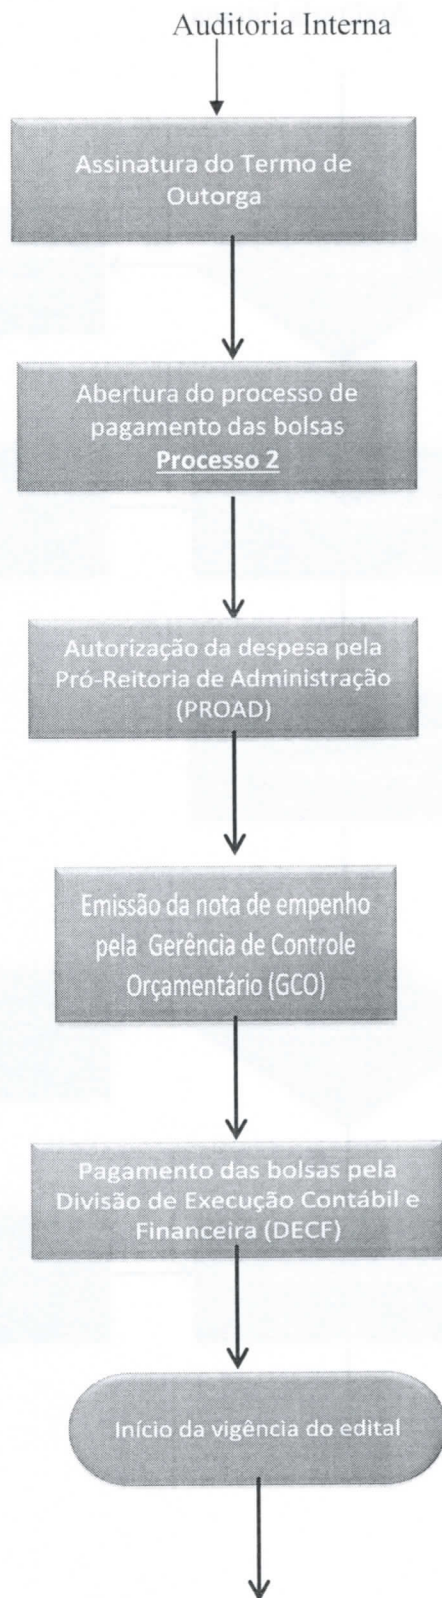 Auditoria Interna
Assinatura do Termo de
Outorga
Abertura do processo de
pagamento das bolsas
Processo 2
Autorização da despesa pela
Pró-Reitoria de Administração
(PROAD)
Emissão da nota de empenho
pela Gerência de Controle
Orçamentário (GCO)
Pagamento das bolsas pela
Divisão de Execução Contábil e
Financeira (DECF)
Início da vigência do edital